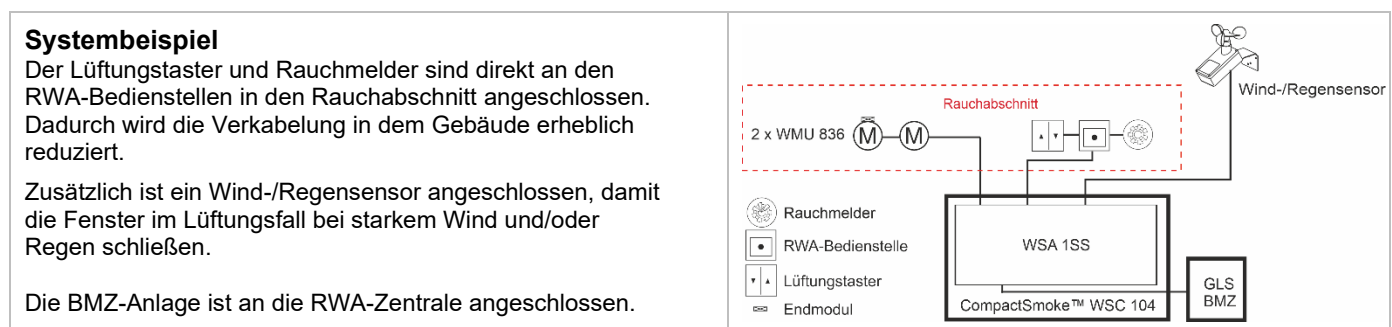 Systembeispiel
Der Lüftungstaster und Rauchmelder sind direkt an den
RWA-Bedienstellen in den Rauchabschnitt angeschlossen.
Dadurch wird die Verkabelung in dem Gebäude erheblich
reduziert.
Zusätzlich ist ein Wind-/Regensensor angeschlossen, damit
die Fenster im Lüftungsfall bei starkem Wind und/oder
Regen schließen.
Die BMZ-Anlage ist an die RWA-Zentrale angeschlossen.
Wind-/Regensensor
Rauchabschnitt
2 x WMU 836
M
M
Rauchmelder
RWA-Bedienstelle
Lüftungstaster
Endmodul
WSA 1SS
CompactSmoke™ WSC 104
GLS
BMZ